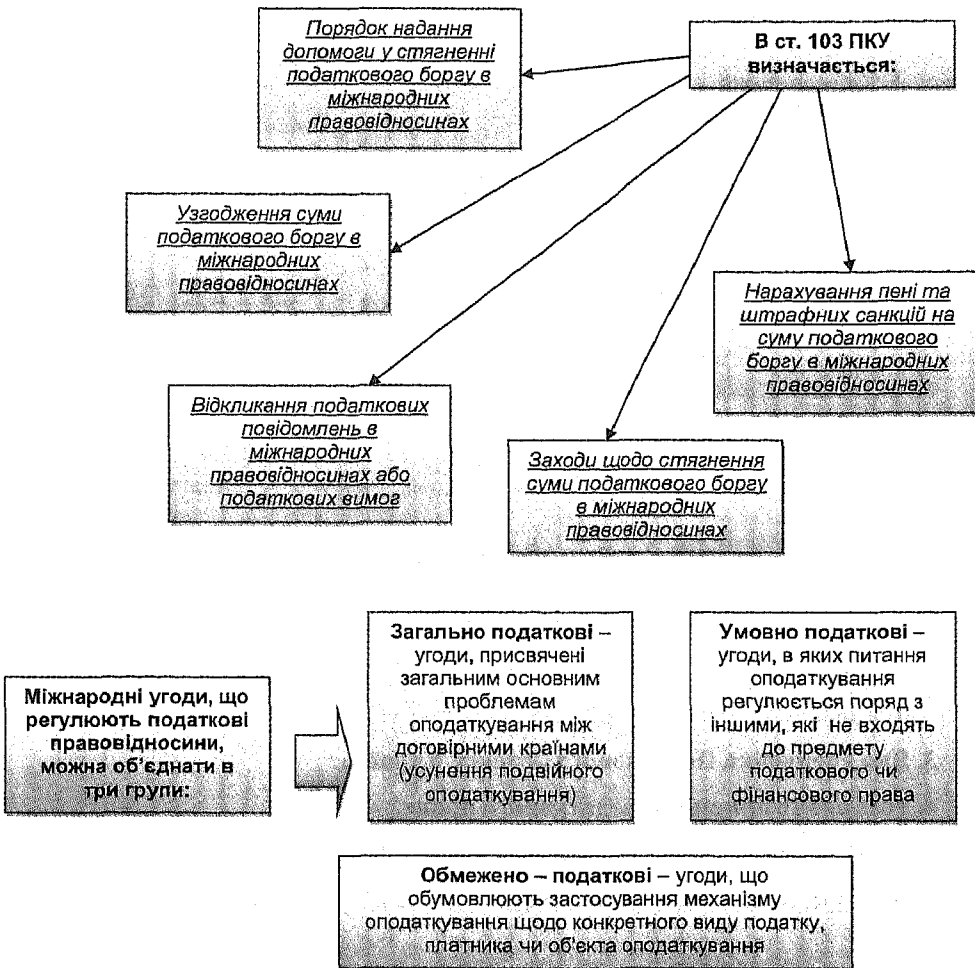 Порядок надання
допомоги у стягненні
податкового боргу в
міжнародних
правовідносинах
В ст. 103 ПКУ
визначається:
Узгодження суми
податкового боргу в
міжнародних
правовідносинах
Нарахування пені та
штрафних санкцій на
суму податкового
боргу в міжнародних
правовідносинах
Відкликання податкових
повідомлень в
міжнародних
правовідносинах або
податкових вимог
Заходи щодо стягнення
суми податкового боргу
в міжнародних
правовідносинах
Міжнародні угоди, що
регулюють податкові
правовідносини,
можна об'єднати в
три групи:
Загально податкові –
угоди, присвячені
загальним основним
проблемам
оподаткування між
договірними країнами
(усунення подвійного
оподаткування)
Умовно податкові –
угоди, в яких питання
оподаткування
регулюється поряд з
іншими, які не входять
до предмету
податкового чи
фінансового права
Обмежено – податкові – угоди, що
обумовлюють застосування механізму
оподаткування щодо конкретного виду податку,
платника чи об'єкта оподаткування